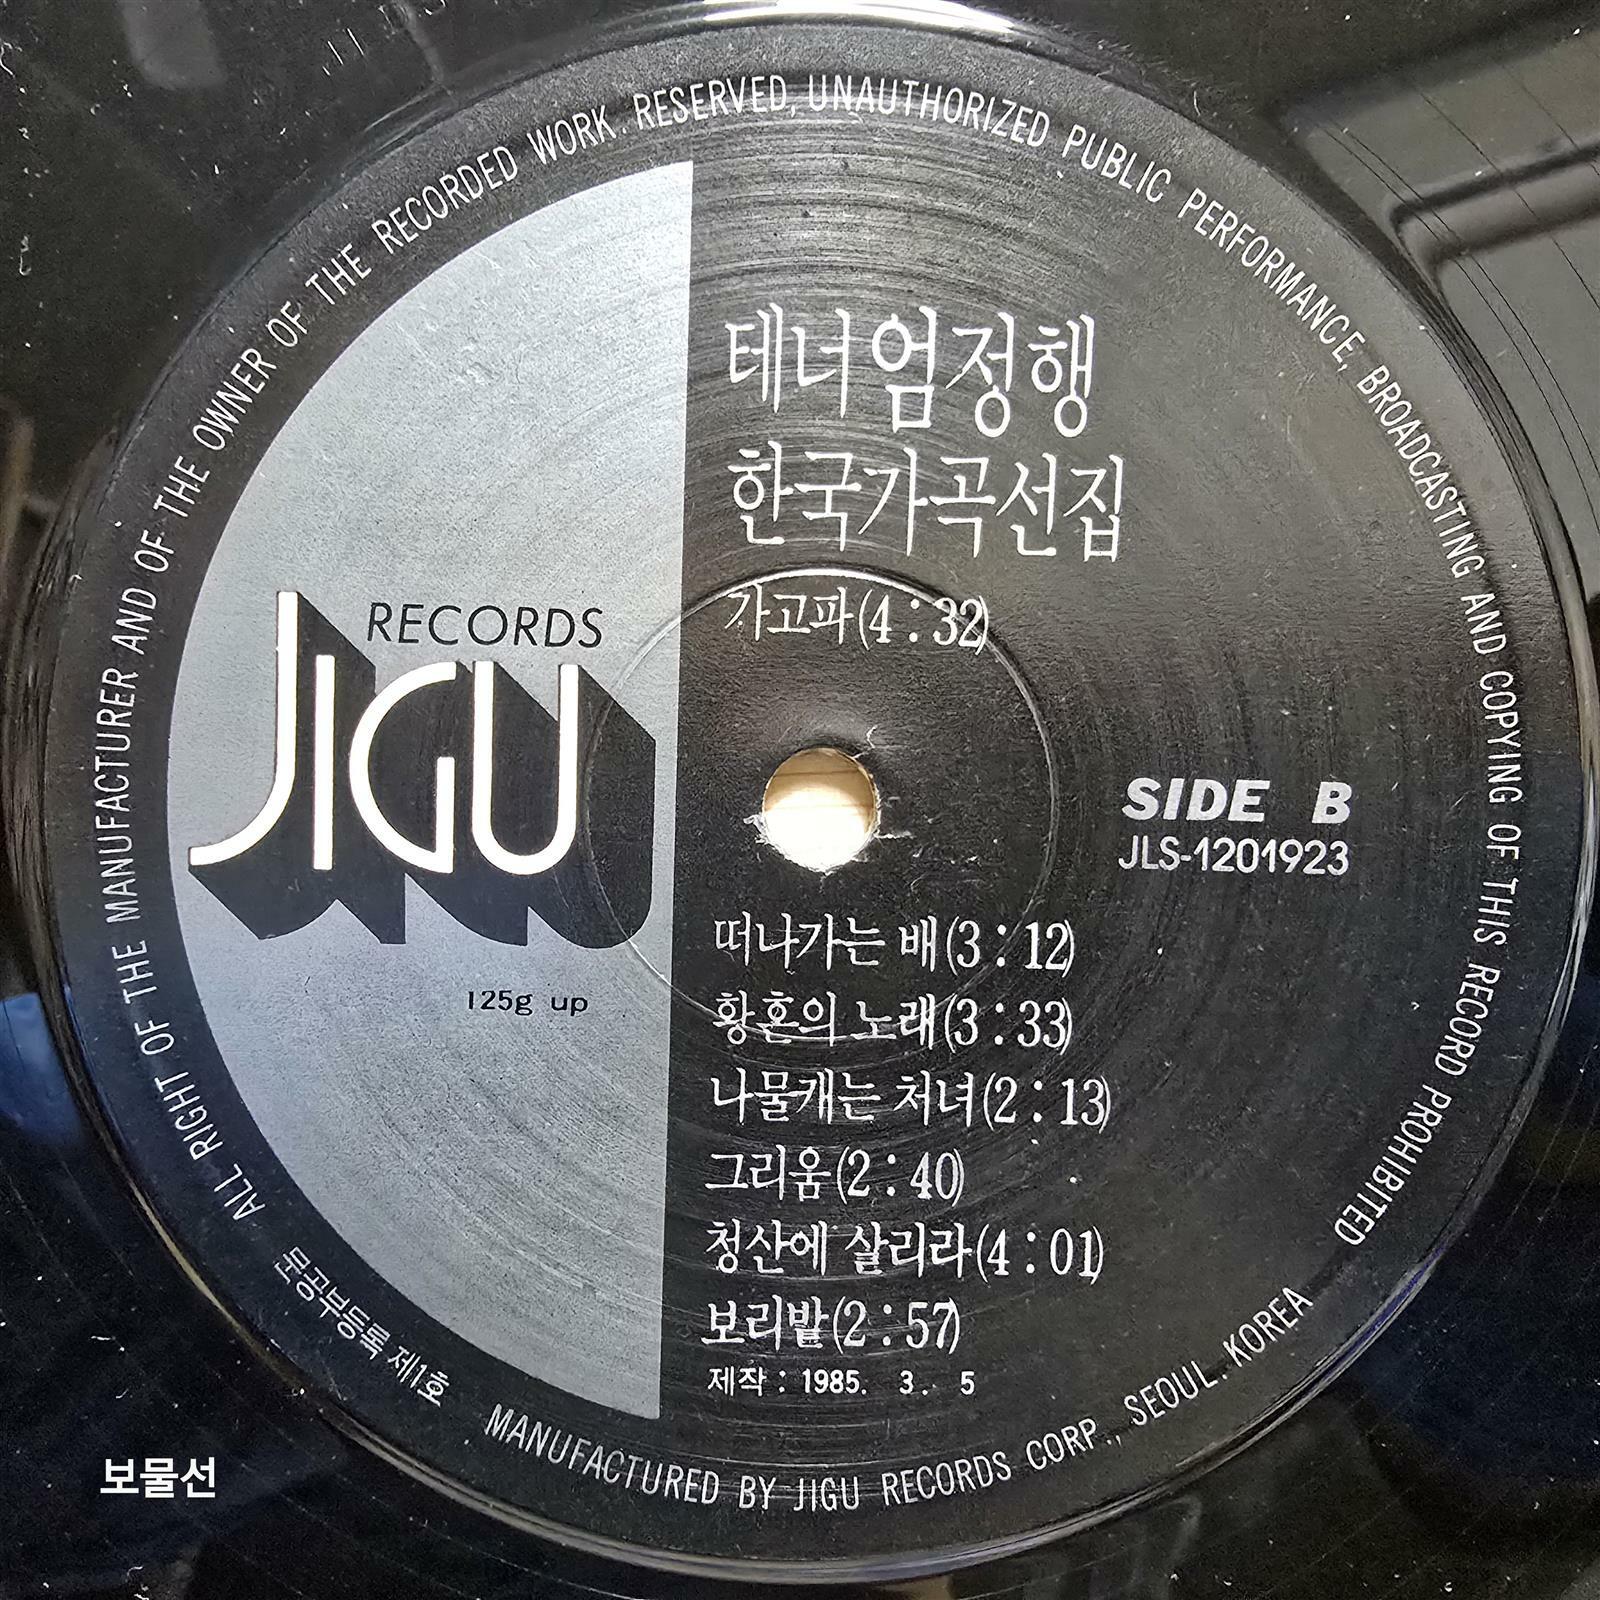 ALL RIGHT OF THE MANUFACTURER AND OF THE OWNER OF THE RECORDED WORK. RESERVED, UNAUTHORIZED PUBLIC PERFORMANCE, BROADCASTING AND COPYING OF THIS RECORD PROHIBITED
테너 엄정행
한국가곡선집
가고파(4 : 32)
RECORDS
JIGU
SIDE B
JLS-1201923
125g up
떠나가는 배(3 : 12)
황혼의 노래(3 : 33)
나물캐는 처녀(2 : 13)
그리움(2 : 40)
청산에 살리라(4 : 01)
보리밭(2 : 57)
제작 : 1985. 3. 5
문공부등록 제1호
MANUFACTURED BY JIGU RECORDS CORP., SEOUL. KOREA
보물선